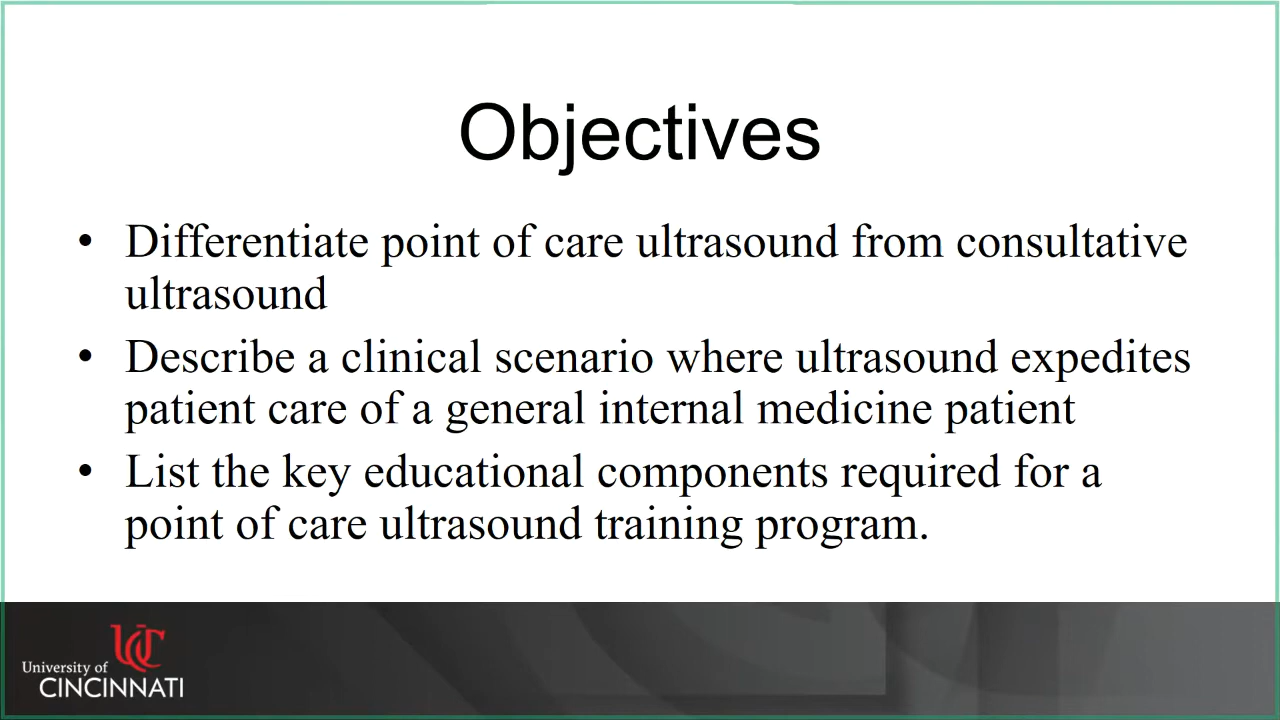 Objectives
• Differentiate point of care ultrasound from consultative
ultrasound
• Describe a clinical scenario where ultrasound expedites
patient care of a general internal medicine patient
• List the key educational components required for a
point of care ultrasound training program.
UC
University of
CINCINNATI